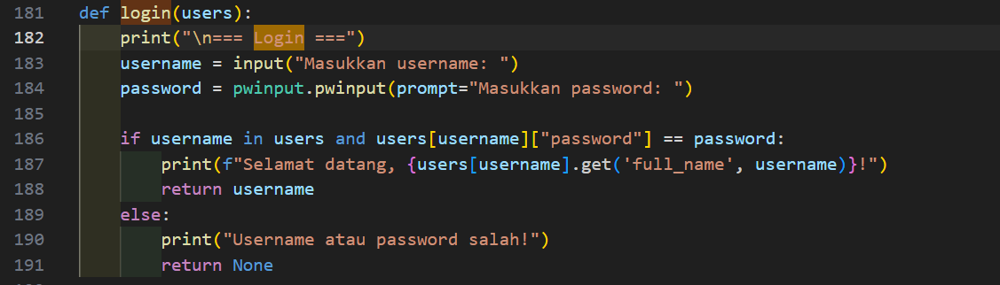 181 def login(users):
182     print("\n=== Login ===")
183     username = input("Masukkan username: ")
184     password = pwinput.pwinput(prompt="Masukkan password: ")
185
186     if username in users and users[username]["password"] == password:
187         print(f"Selamat datang, {users[username].get('full_name', username)}!")
188         return username
189     else:
190         print("Username atau password salah!")
191         return None